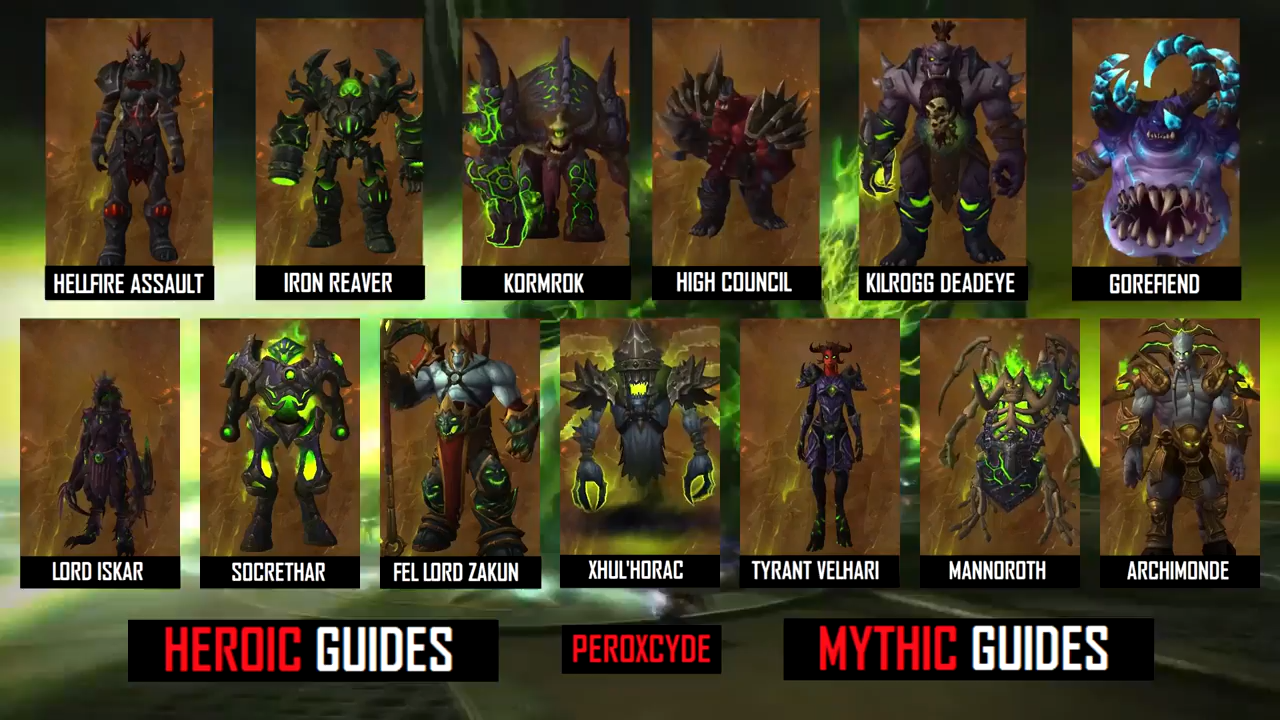 HELLFIRE ASSAULT
IRON REAVER
KORMROK
HIGH COUNCIL
KILROGG DEADEYE
GOREFIEND
LORD ISKAR
SOCRETHAR
FEL LORD ZAKUN
XHUL'HORAC
TYRANT VELHARI
MANNOROTH
ARCHIMONDE
HEROIC GUIDES
PEROXCYDE
MYTHIC GUIDES